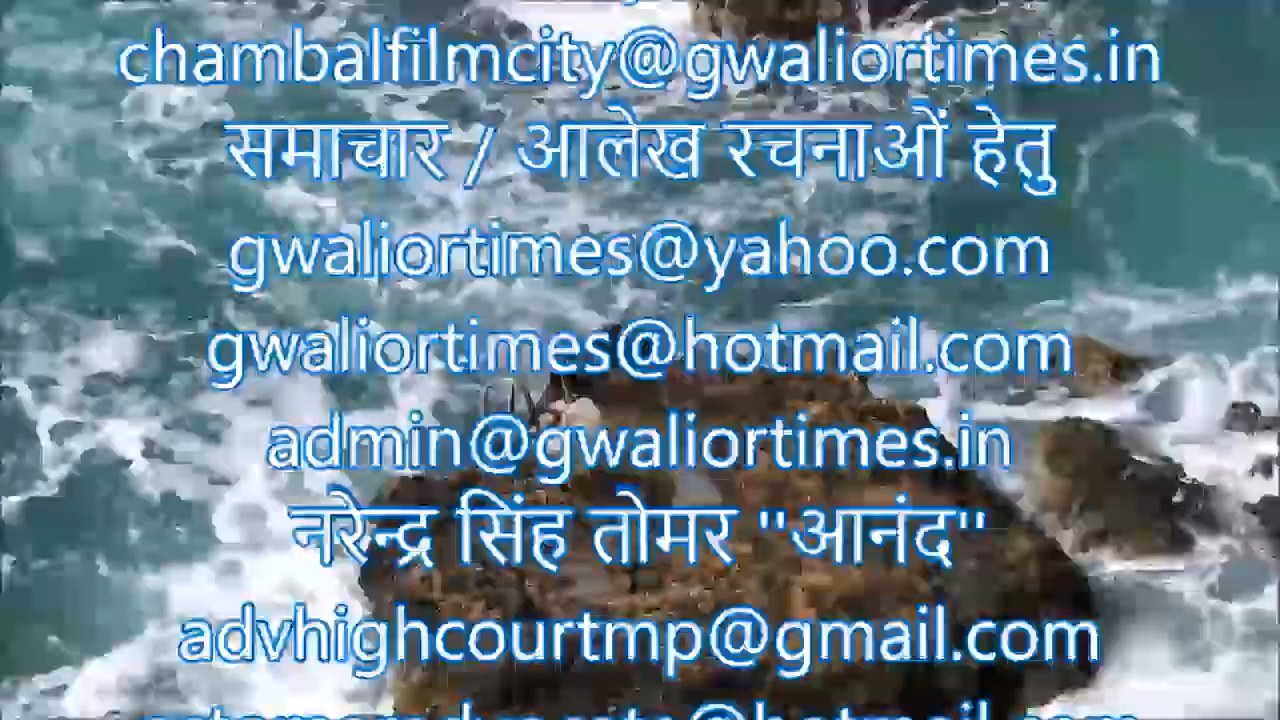 chambalfilmcity@gwaliortimes.in
समाचार / आलेख रचनाओं हेतु
gwaliortimes@yahoo.com
gwaliortimes@hotmail.com
admin@gwaliortimes.in
नरेन्द्र सिंह तोमर "आनंद"
advhighcourtmp@gmail.com